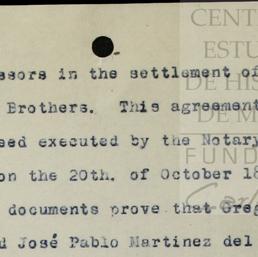 CENT
ESTU
DE HIS
DE M
FUND
ssors in the settlement of
Brothers. This agreement
sed executed by the Notary
on the 20th. of October 18
documents prove that Greg
d José Pablo Martinez del